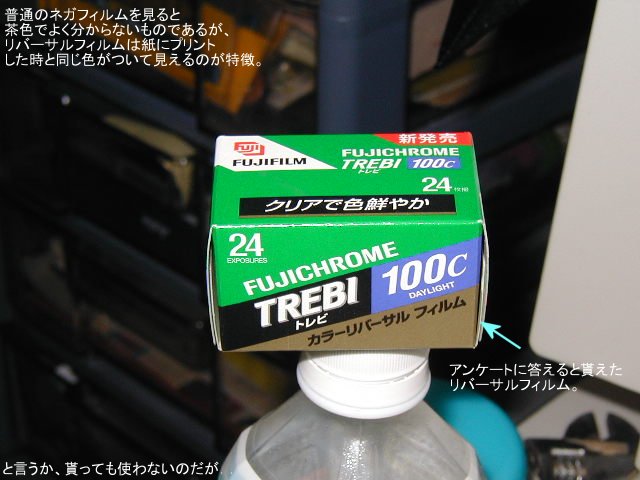 普通のネガフィルムを見ると
茶色でよく分からないものであるが、
リバーサルフィルムは紙にプリント
した時と同じ色がついて見えるのが特徴。
新発売
FUJI
FUJIFILM
FUJICHROME
TREBI 100C
トレビ
24枚撮
クリアで色鮮やか
24
EXPOSURES
FUJICHROME
TREBI 100C
トレビ
DAYLIGHT
カラーリバーサル フィルム
アンケートに答えると貰えた
リバーサルフィルム。
と言うか、貰っても使わないのだが